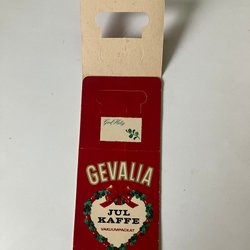 God Helg
GEVALIA
JUL
KAFFE
VAKUUMPACKAT